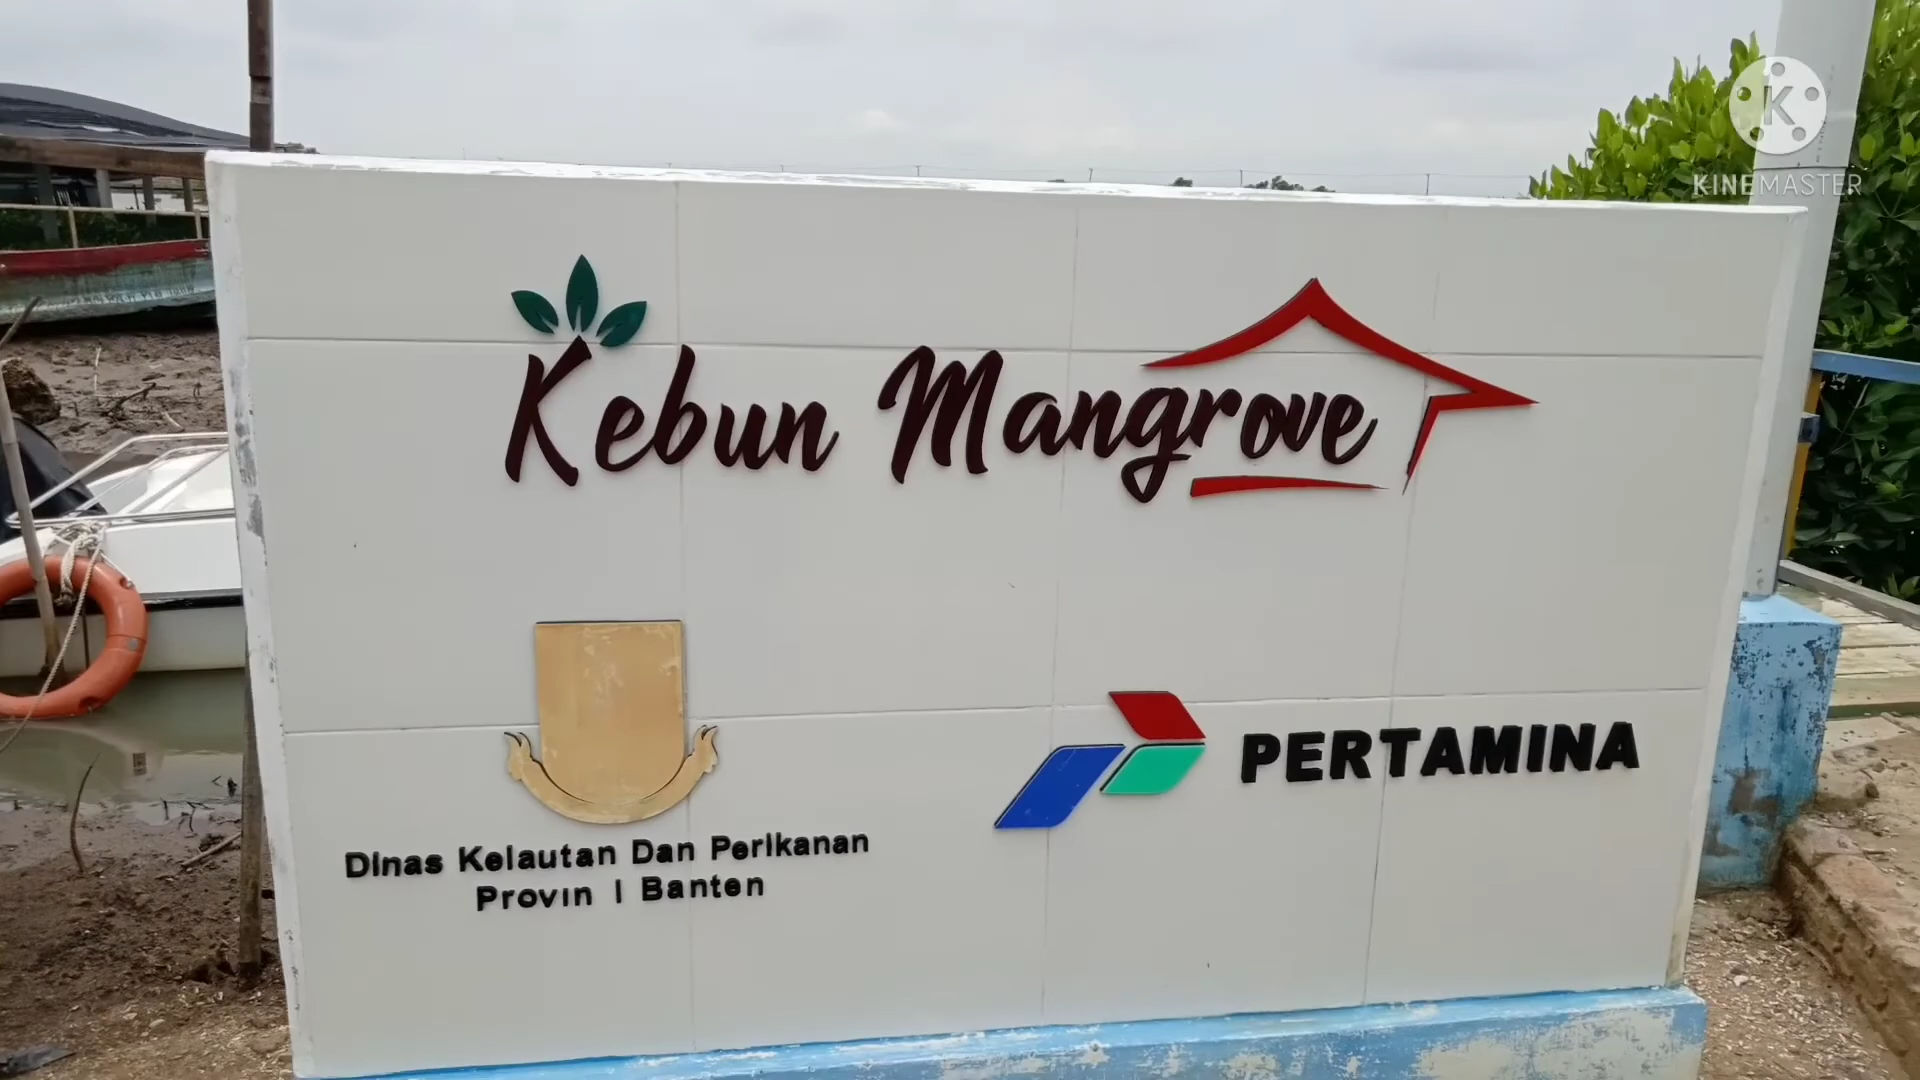 KINEMASTER
Kebun Mangrove
PERTAMINA
Dinas Kelautan Dan Perikanan
Provin I Banten